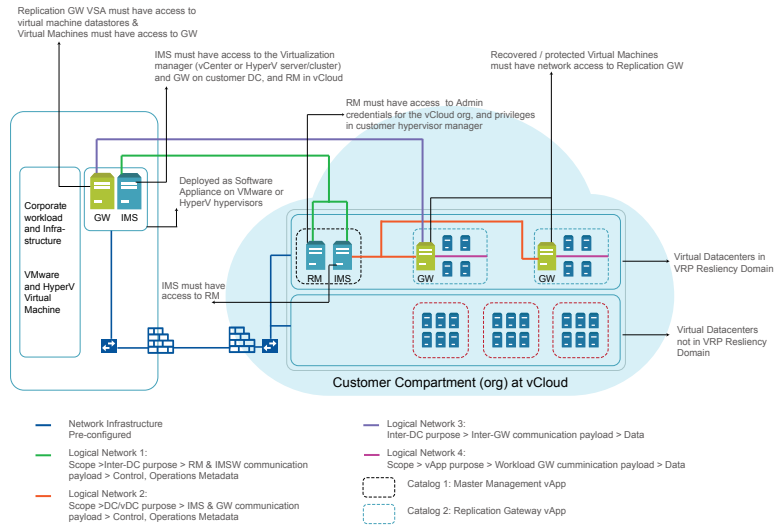 Replication GW VSA must have access to
virtual machine datastores &
Virtual Machines must have access to GW
IMS must have access to the Virtualization
manager (vCenter or HyperV server/cluster)
and GW on customer DC, and RM in vCloud
Recovered / protected Virtual Machines
must have network access to Replication GW
RM must have access to Admin
credentials for the vCloud org, and privileges
in customer hypervisor manager
Deployed as Software
Appliance on VMware or
HyperV hypervisors
GW
IMS
Corporate
workload
and Infra-
structure
VMware
and HyperV
Virtual
Machine
RM
IMS
GW
GW
IMS must have
access to RM
Virtual Datacenters in
VRP Resliency Domain
Virtual Datacenters
not in VRP Resliency
Domain
Customer Compartment (org) at vCloud
Network Infrastructure
Pre-configured
Logical Network 1:
Scope >Inter-DC purpose > RM & IMSW communication
payload > Control, Operations Metadata
Logical Network 2:
Scope >DC/vDC purpose > IMS & GW communication
payload > Control, Operations Metadata
Logical Network 3:
Inter-DC purpose > Inter-GW communication payload > Data
Logical Network 4:
Scope > vApp purpose > Workload GW cumminication payload > Data
Catalog 1: Master Management vApp
Catalog 2: Replication Gateway vApp